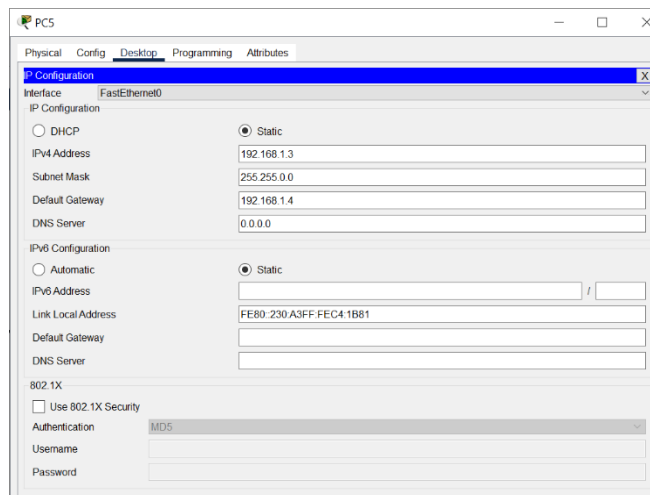 PC5
Physical Config Desktop Programming Attributes
IP Configuration X
Interface FastEthernet0
IP Configuration
DHCP Static
IPv4 Address 192.168.1.3
Subnet Mask 255.255.0.0
Default Gateway 192.168.1.4
DNS Server 0.0.0.0
IPv6 Configuration
Automatic Static
IPv6 Address /
Link Local Address FE80::230:A3FF:FEC4:1B81
Default Gateway
DNS Server
802.1X
Use 802.1X Security
Authentication MD5
Username
Password